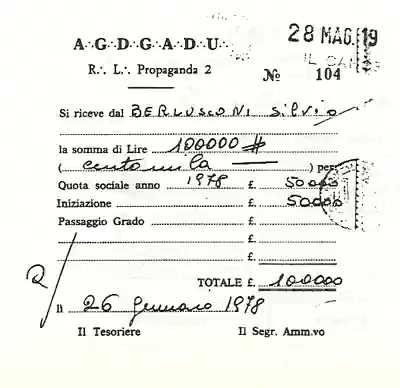 A∴G∴D∴G∴A∴D∴U∴
28 MAG. 19
R∴ L∴ Propaganda 2
№ 104
Si riceve dal BERLUSCONI Silvio
la somma di Lire 100000 #
( centomila ) per:
Quota sociale anno 1978 £. 50000
Iniziazione £. 50000
Passaggio Grado £.
£.
£.
TOTALE £. 100000
lì 26 gennaro 1978
Il Tesoriere Il Segr. Amm.vo